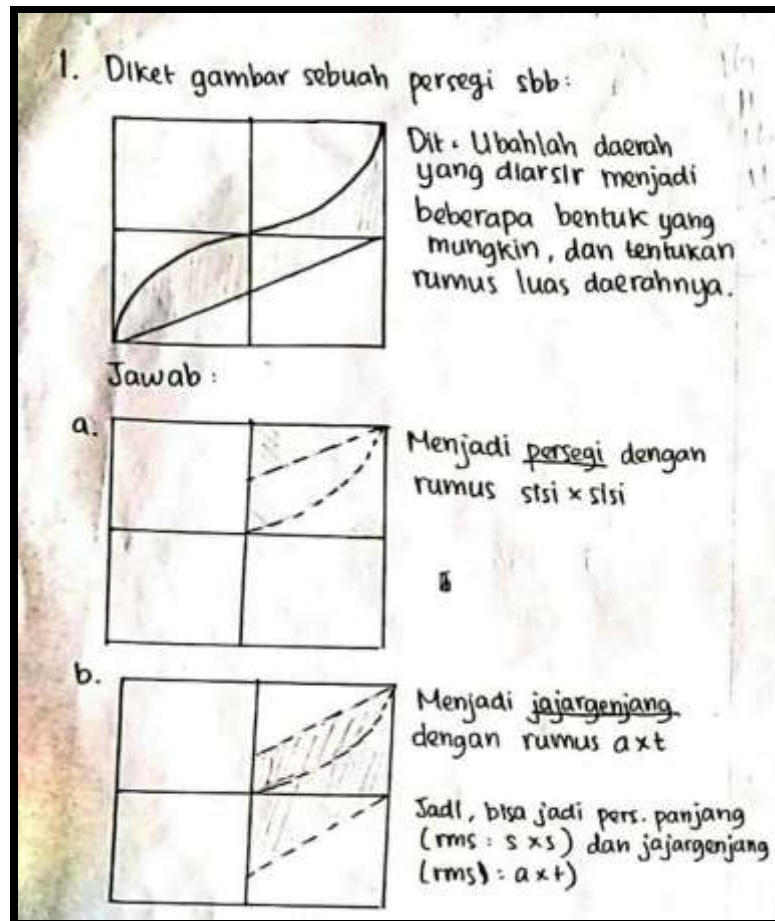 1. Diket gambar sebuah persegi sbb:
Dit: Ubahlah daerah
yang diarsir menjadi
beberapa bentuk yang
mungkin, dan tentukan
rumus luas daerahnya.
Jawab:
a.
Menjadi persegi dengan
rumus sisi × sisi
b.
Menjadi jajargenjang
dengan rumus a×t
Jadi, bisa jadi pers. panjang
(rms: s×s) dan jajargenjang
(rms): a×t)